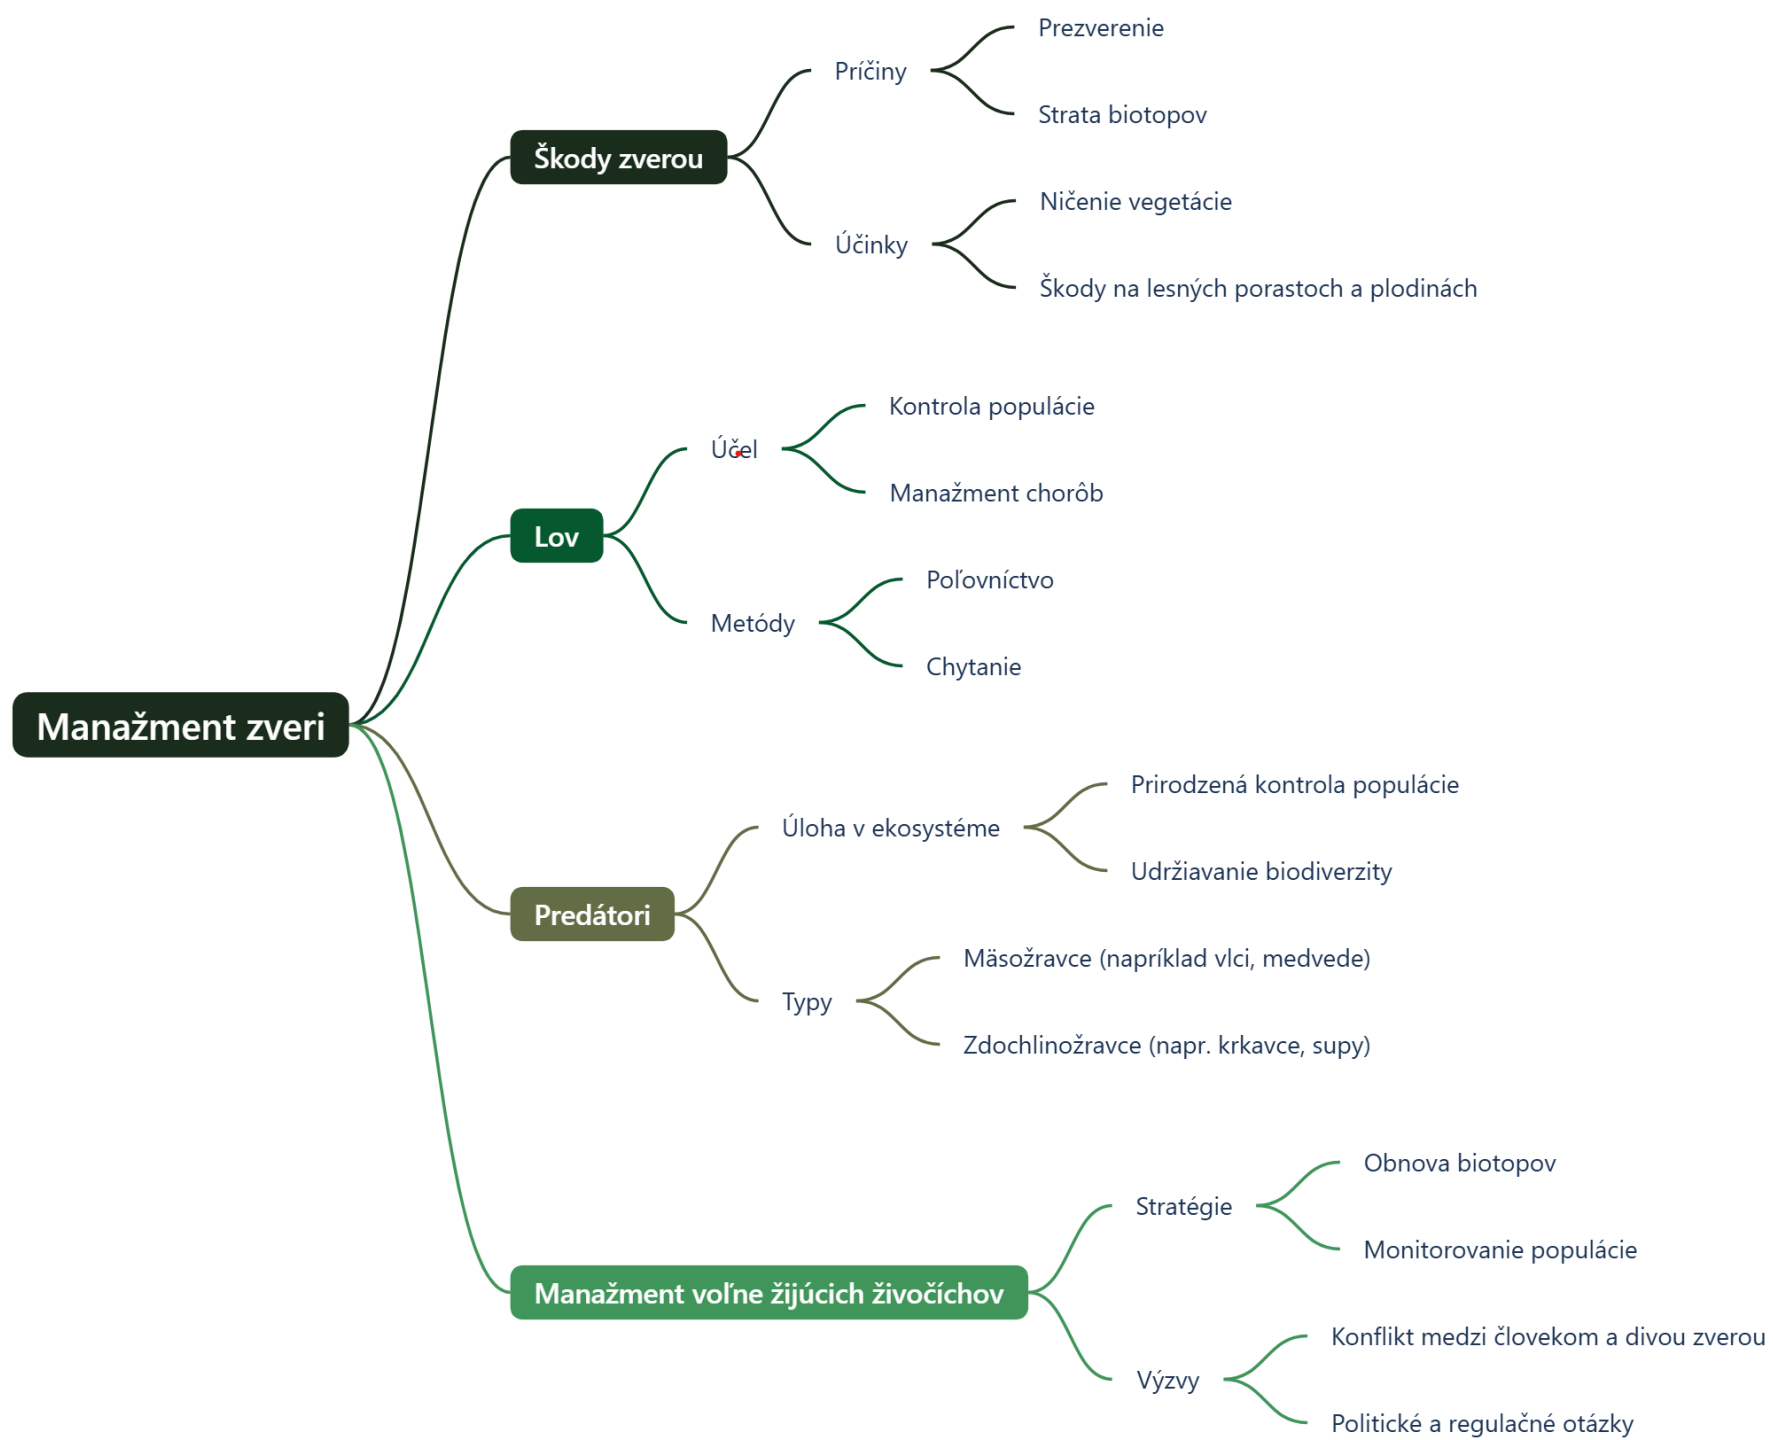 Manažment zveri
Škody zverou
Príčiny
Prezverenie
Strata biotopov
Účinky
Ničenie vegetácie
Škody na lesných porastoch a plodinách
Lov
Účel
Kontrola populácie
Manažment chorôb
Metódy
Poľovníctvo
Chytanie
Predátori
Úloha v ekosystéme
Prirodzená kontrola populácie
Udržiavanie biodiverzity
Typy
Mäsožravce (napríklad vlci, medvede)
Zdochlinožravce (napr. krkavce, supy)
Manažment voľne žijúcich živočíchov
Stratégie
Obnova biotopov
Monitorovanie populácie
Výzvy
Konflikt medzi človekom a divou zverou
Politické a regulačné otázky